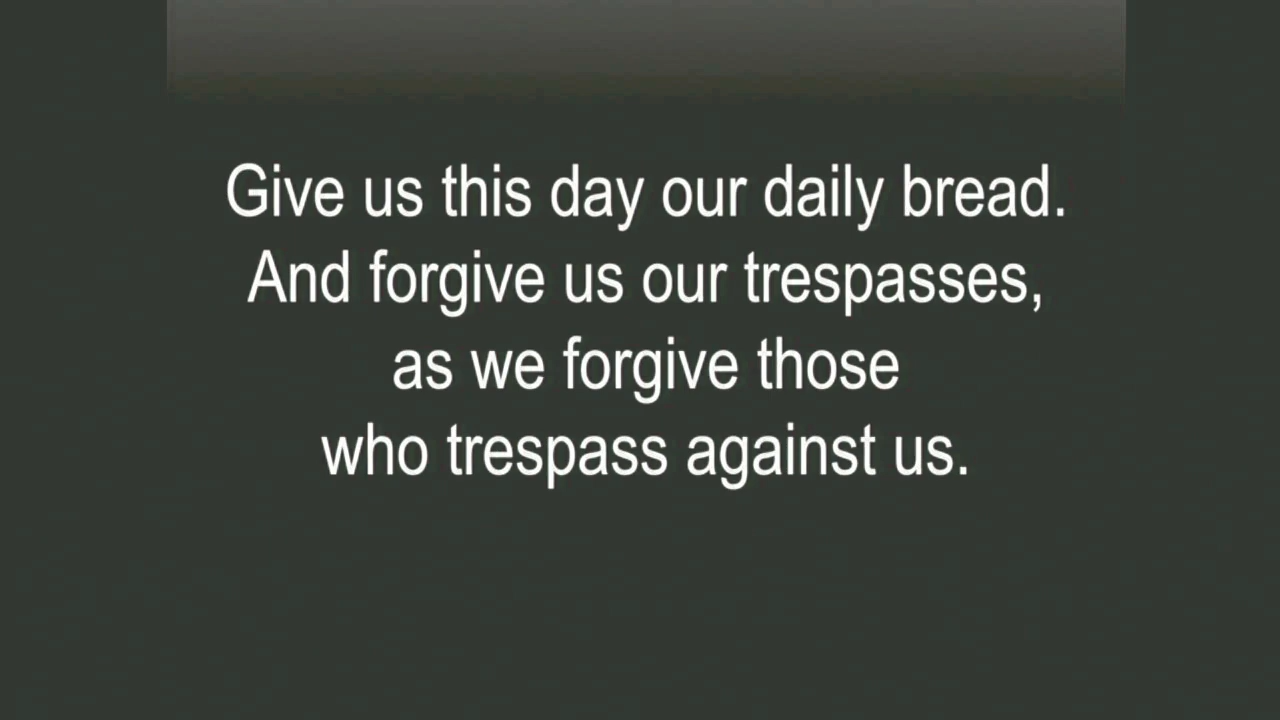 Give us this day our daily bread.
And forgive us our trespasses,
as we forgive those
who trespass against us.